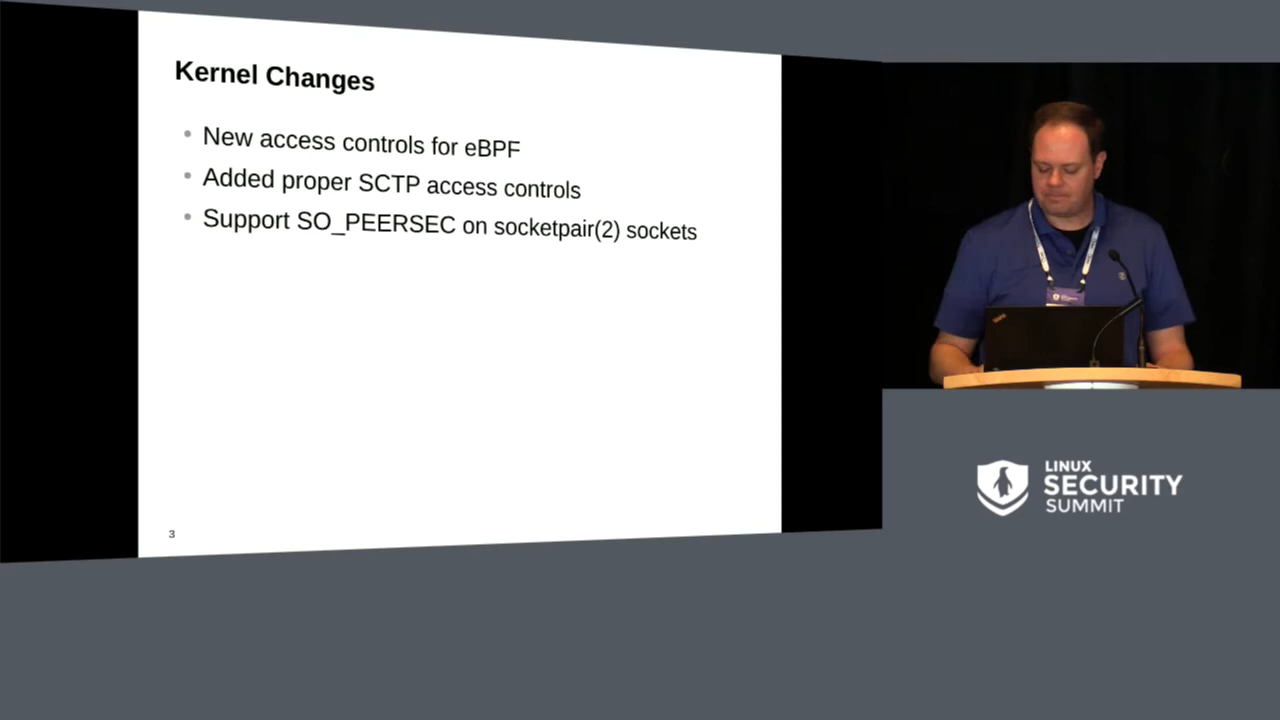 Kernel Changes
New access controls for eBPF
Added proper SCTP access controls
Support SO_PEERSEC on socketpair(2) sockets
3
LINUX
SECURITY
SUMMIT